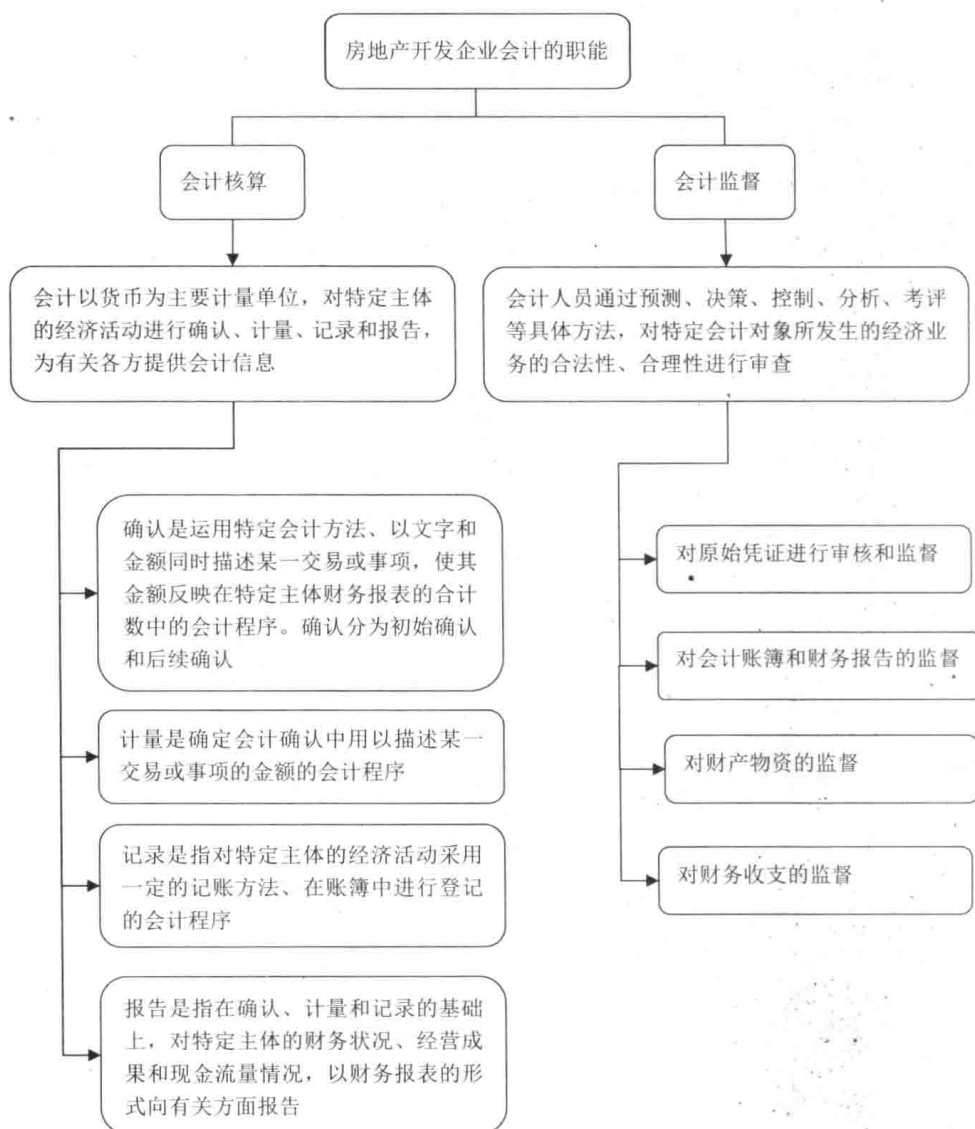 房地产开发企业会计的职能
会计核算
会计监督
会计以货币为主要计量单位，对特定主体
的经济活动进行确认、计量、记录和报告，
为有关各方提供会计信息
会计人员通过预测、决策、控制、分析、考评
等具体方法，对特定会计对象所发生的经济业
务的合法性、合理性进行审查
确认是运用特定会计方法、以文字和
金额同时描述某一交易或事项，使其
金额反映在特定主体财务报表的合计
数中的会计程序。确认分为初始确认
和后续确认
计量是确定会计确认中用以描述某一
交易或事项的金额的会计程序
记录是指对特定主体的经济活动采用
一定的记账方法、在账簿中进行登记
的会计程序
报告是指在确认、计量和记录的基础
上，对特定主体的财务状况、经营成
果和现金流量情况，以财务报表的形
式向有关方面报告
对原始凭证进行审核和监督
对会计账簿和财务报告的监督
对财产物资的监督
对财务收支的监督